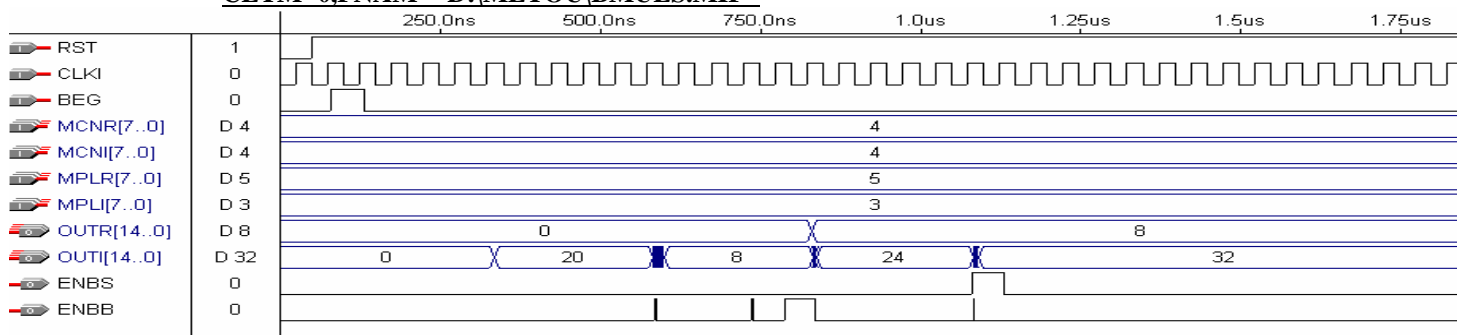 250.0ns 500.0ns 750.0ns 1.0us 1.25us 1.5us 1.75us
RST 1
CLKI 0
BEG 0
MCNR[7..0] D 4 4
MCNI[7..0] D 4 4
MPLR[7..0] D 5 5
MPLI[7..0] D 3 3
OUTR[14..0] D 8 0 8
OUTI[14..0] D 32 0 20 8 24 32
ENBS 0
ENBB 0